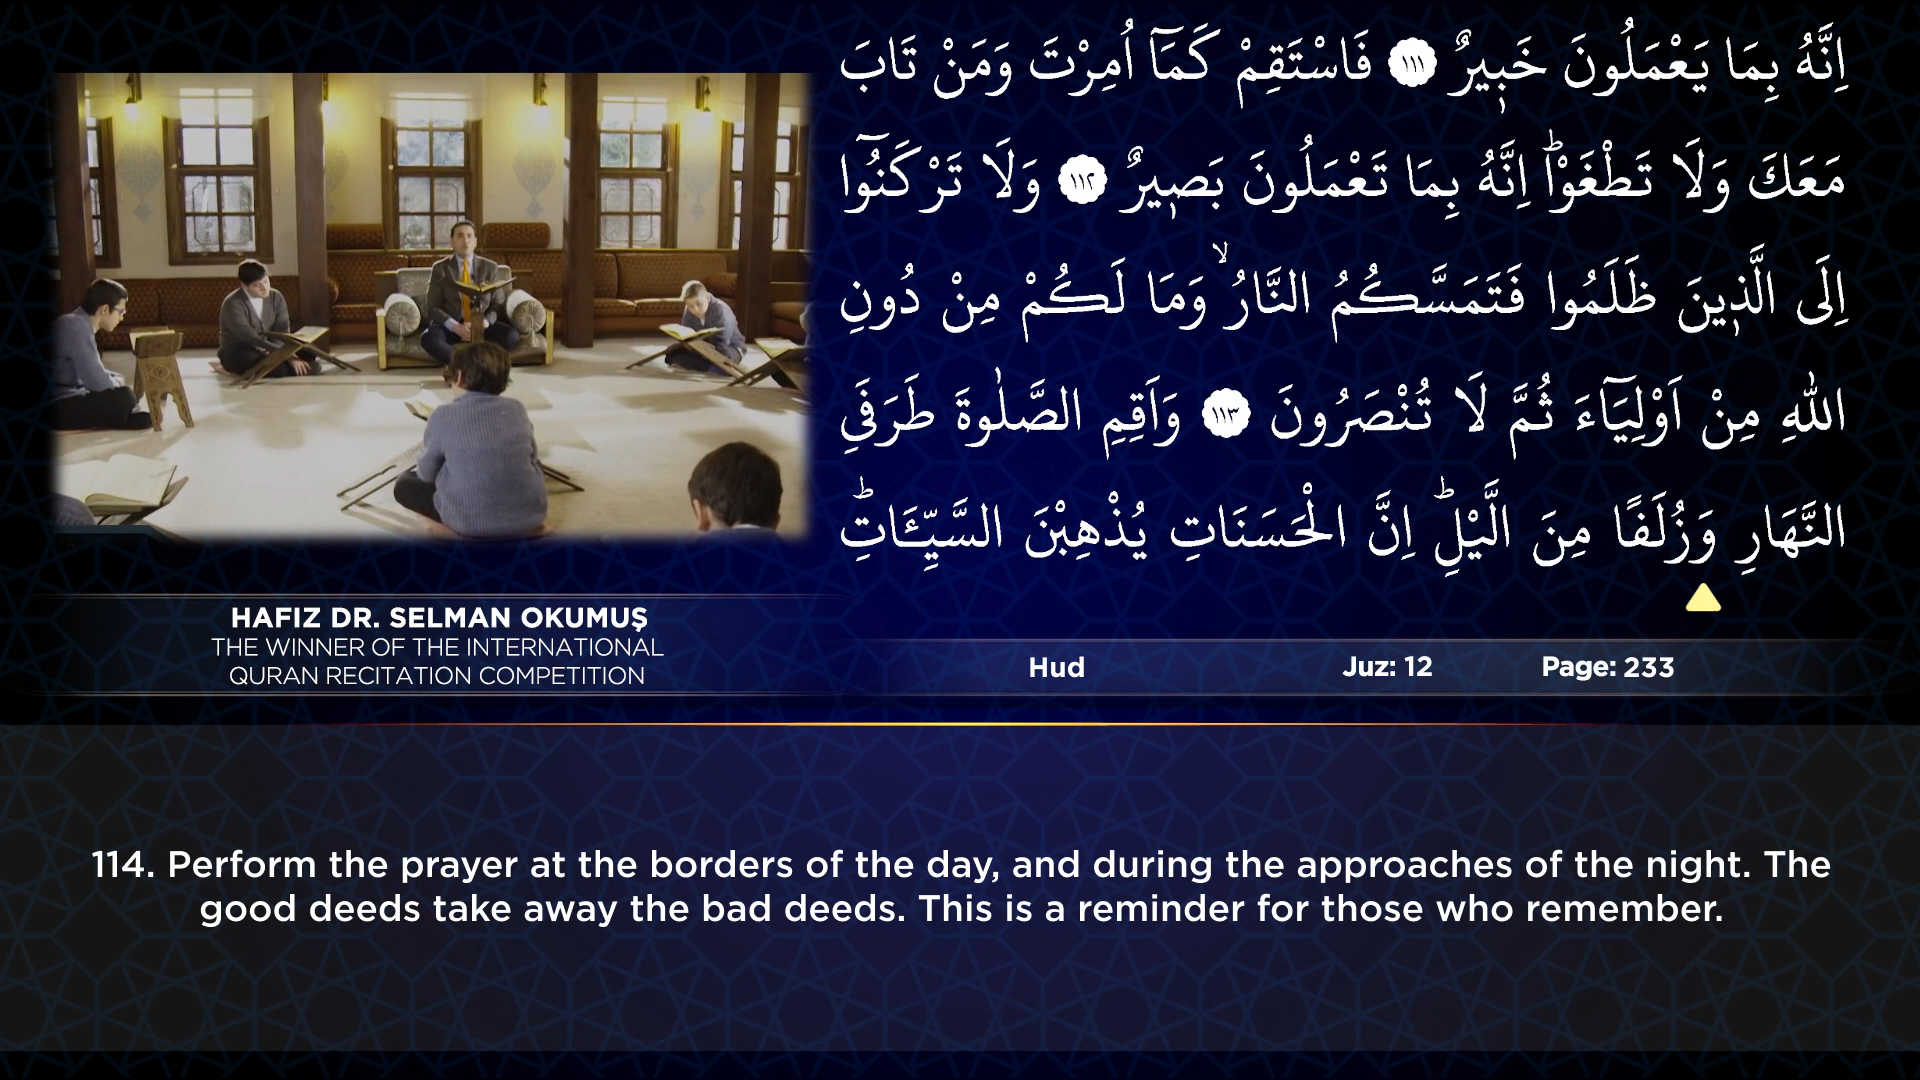 اِنَّهُ بِمَا يَعْمَلُونَ خَب۪يرٌ ١١١ فَاسْتَقِمْ كَمَٓا اُمِرْتَ وَمَنْ تَابَ
مَعَكَ وَلَا تَطْغَوْاۜ اِنَّهُ بِمَا تَعْمَلُونَ بَص۪يرٌ ١١٢ وَلَا تَرْكَنُٓوا
اِلَى الَّذ۪ينَ ظَلَمُوا فَتَمَسَّكُمُ النَّارُۙ وَمَا لَكُمْ مِنْ دُونِ
اللّٰهِ مِنْ اَوْلِيَٓاءَ ثُمَّ لَا تُنْصَرُونَ ١١٣ وَاَقِمِ الصَّلٰوةَ طَرَفَيِ
النَّهَارِ وَزُلَفًا مِنَ الَّيْلِۜ اِنَّ الْحَسَنَاتِ يُذْهِبْنَ السَّيِّـَٔاتِۜ
HAFIZ DR. SELMAN OKUMUŞ
THE WINNER OF THE INTERNATIONAL
QURAN RECITATION COMPETITION
Hud Juz: 12 Page: 233
114. Perform the prayer at the borders of the day, and during the approaches of the night. The
good deeds take away the bad deeds. This is a reminder for those who remember.